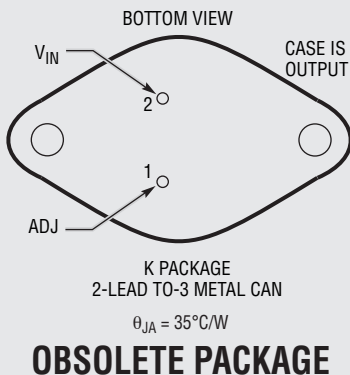 BOTTOM VIEW
V_IN
CASE IS
OUTPUT
2
1
ADJ
K PACKAGE
2-LEAD TO-3 METAL CAN
θ_JA = 35°C/W
OBSOLETE PACKAGE